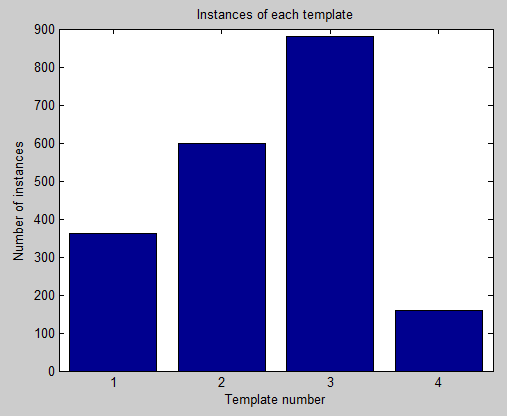 Instances of each template
900
800
700
600
500
400
300
200
100
0
Number of instances
1 2 3 4
Template number